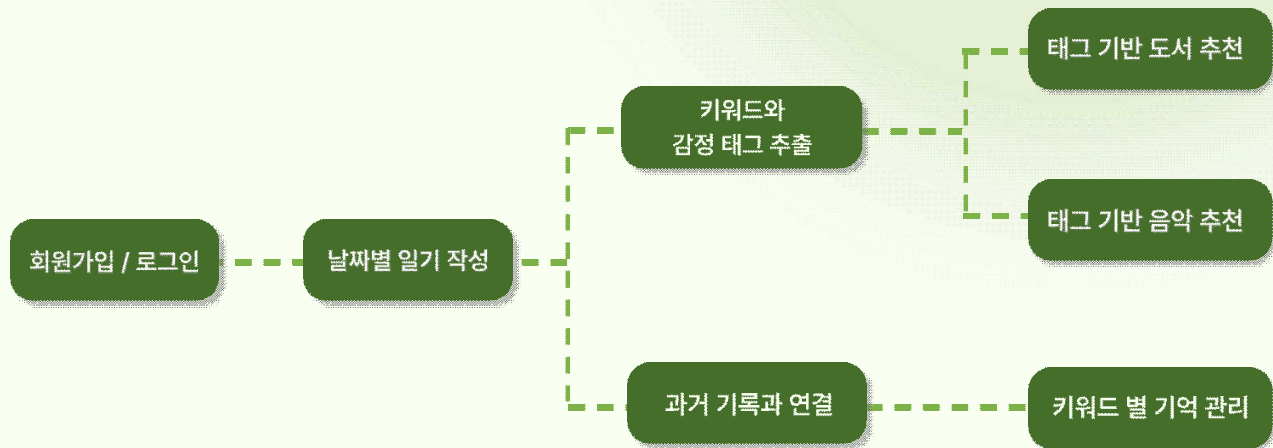 회원가입 / 로그인
날짜별 일기 작성
키워드와
감정 태그 추출
태그 기반 도서 추천
태그 기반 음악 추천
과거 기록과 연결
키워드 별 기억 관리